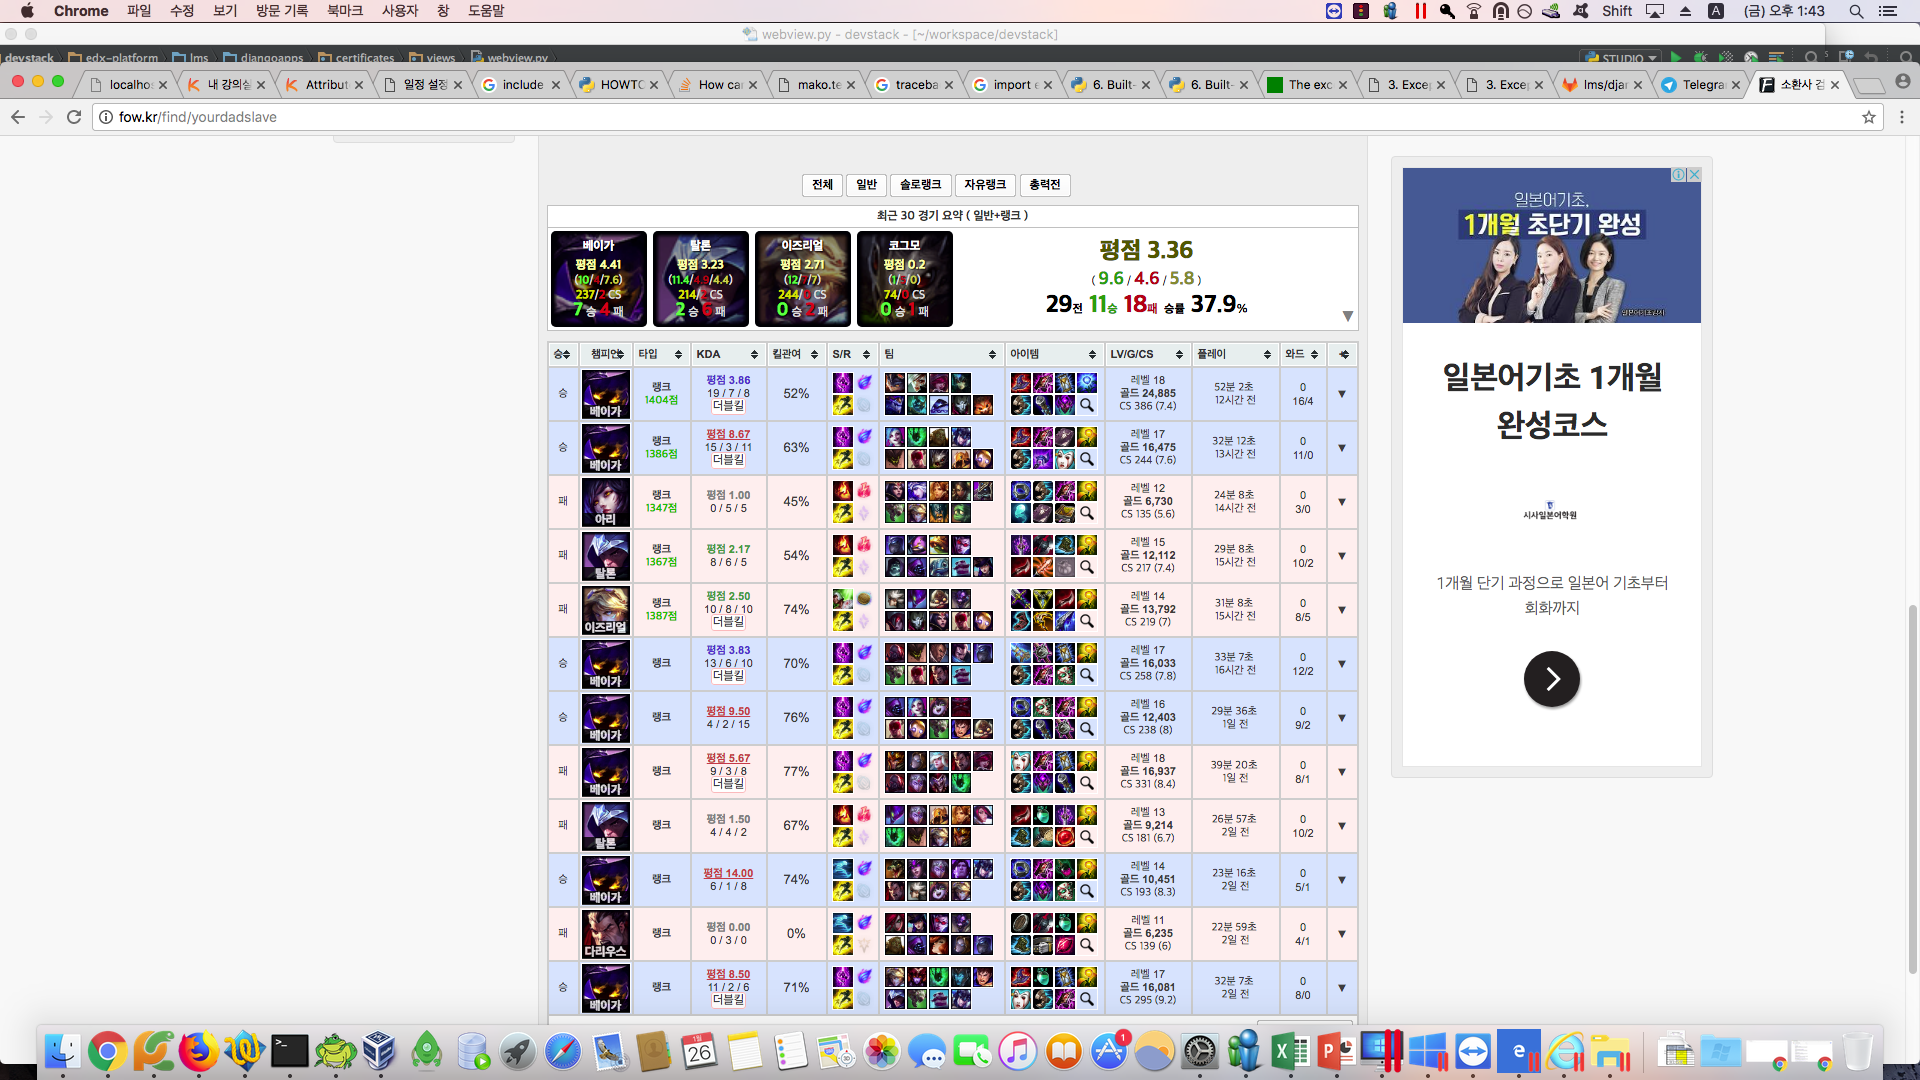 Chrome 파일 수정 보기 방문 기록 북마크 사용자 창 도움말 Shift A (금) 오후 1:43
webview.py - devstack - [~/workspace/devstack]
devstack edx-platform lms djangoapps certificates views webview.py STUDIO
localhos 내 강의실 Attribut 일정 설정 include HOWTO How can mako.te traceba import e 6. Built- 6. Built- The exc 3. Excep 3. Excep lms/djan Telegra 소환사 검
fow.kr/find/yourdadslave
전체 일반 솔로랭크 자유랭크 총력전
최근 30 경기 요약 ( 일반+랭크 )
베이가
평점 4.41
(10/4/7.6)
237/2 CS
7 승 4 패
탈론
평점 3.23
(11.4/4.9/4.4)
214/2 CS
2 승 6 패
이즈리얼
평점 2.71
(12/7/7)
244/0 CS
0 승 2 패
코그모
평점 0.2
(1/5/0)
74/0 CS
0 승 1 패
평점 3.36
( 9.6 / 4.6 / 5.8 )
29전 11승 18패 승률 37.9%
승 챔피언 타입 KDA 킬관여 S/R 팀 아이템 LV/G/CS 플레이 와드
승 베이가 랭크 1404점 평점 3.86 19 / 7 / 8 더블킬 52% 레벨 18 골드 24,885 CS 386 (7.4) 52분 2초 12시간 전 0 16/4
승 베이가 랭크 1386점 평점 8.67 15 / 3 / 11 더블킬 63% 레벨 17 골드 16,475 CS 244 (7.6) 32분 12초 13시간 전 0 11/0
패 아리 랭크 1347점 평점 1.00 0 / 5 / 5 45% 레벨 12 골드 6,730 CS 135 (5.6) 24분 8초 14시간 전 0 3/0
패 탈론 랭크 1367점 평점 2.17 8 / 6 / 5 54% 레벨 15 골드 12,112 CS 217 (7.4) 29분 8초 15시간 전 0 10/2
패 이즈리얼 랭크 1387점 평점 2.50 10 / 8 / 10 더블킬 74% 레벨 14 골드 13,792 CS 219 (7) 31분 8초 15시간 전 0 8/5
승 베이가 랭크 평점 3.83 13 / 6 / 10 더블킬 70% 레벨 17 골드 16,033 CS 258 (7.8) 33분 7초 16시간 전 0 12/2
승 베이가 랭크 평점 9.50 4 / 2 / 15 76% 레벨 16 골드 12,403 CS 238 (8) 29분 36초 1일 전 0 9/2
패 베이가 랭크 평점 5.67 9 / 3 / 8 더블킬 77% 레벨 18 골드 16,937 CS 331 (8.4) 39분 20초 1일 전 0 8/1
패 탈론 랭크 평점 1.50 4 / 4 / 2 67% 레벨 13 골드 9,214 CS 181 (6.7) 26분 57초 2일 전 0 10/2
승 베이가 랭크 평점 14.00 6 / 1 / 8 74% 레벨 14 골드 10,451 CS 193 (8.3) 23분 16초 2일 전 0 5/1
패 다리우스 랭크 평점 0.00 0 / 3 / 0 0% 레벨 11 골드 6,235 CS 139 (6) 22분 59초 2일 전 0 4/1
승 베이가 랭크 평점 8.50 11 / 2 / 6 더블킬 71% 레벨 17 골드 16,081 CS 295 (9.2) 32분 7초 2일 전 0 8/0
일본어기초,
1개월 초단기 완성
일본어기초 1개월
완성코스
시사일본어학원
1개월 단기 과정으로 일본어 기초부터
회화까지
1월
26
1